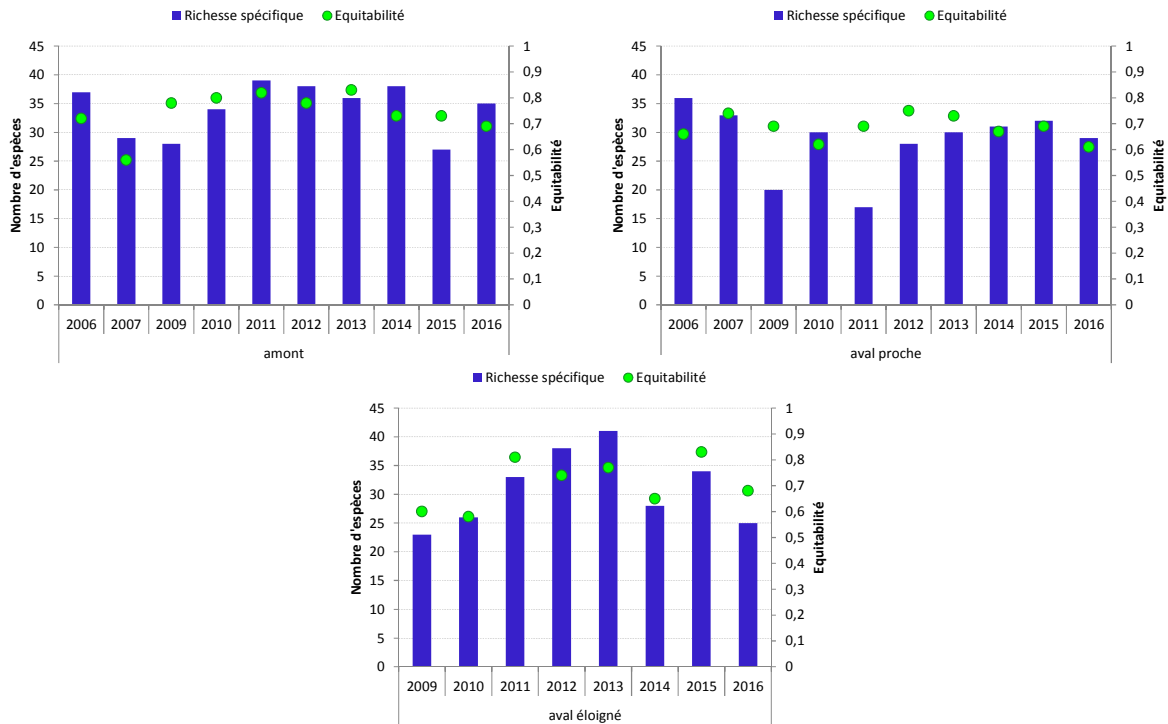 Richesse spécifique Equitabilité
45 1
40 0,9
35 0,8
30 0,7
25 0,6
20 0,5
15 0,4
10 0,3
5 0,2
0 0,1
0
Nombre d'espèces
Equitabilité
2006 2007 2009 2010 2011 2012 2013 2014 2015 2016
amont
Richesse spécifique Equitabilité
45 1
40 0,9
35 0,8
30 0,7
25 0,6
20 0,5
15 0,4
10 0,3
5 0,2
0 0,1
0
Nombre d'espèces
Equitabilité
2006 2007 2009 2010 2011 2012 2013 2014 2015 2016
aval proche
Richesse spécifique Equitabilité
45 1
40 0,9
35 0,8
30 0,7
25 0,6
20 0,5
15 0,4
10 0,3
5 0,2
0 0,1
0
Nombre d'espèces
Equitabilité
2009 2010 2011 2012 2013 2014 2015 2016
aval éloigné